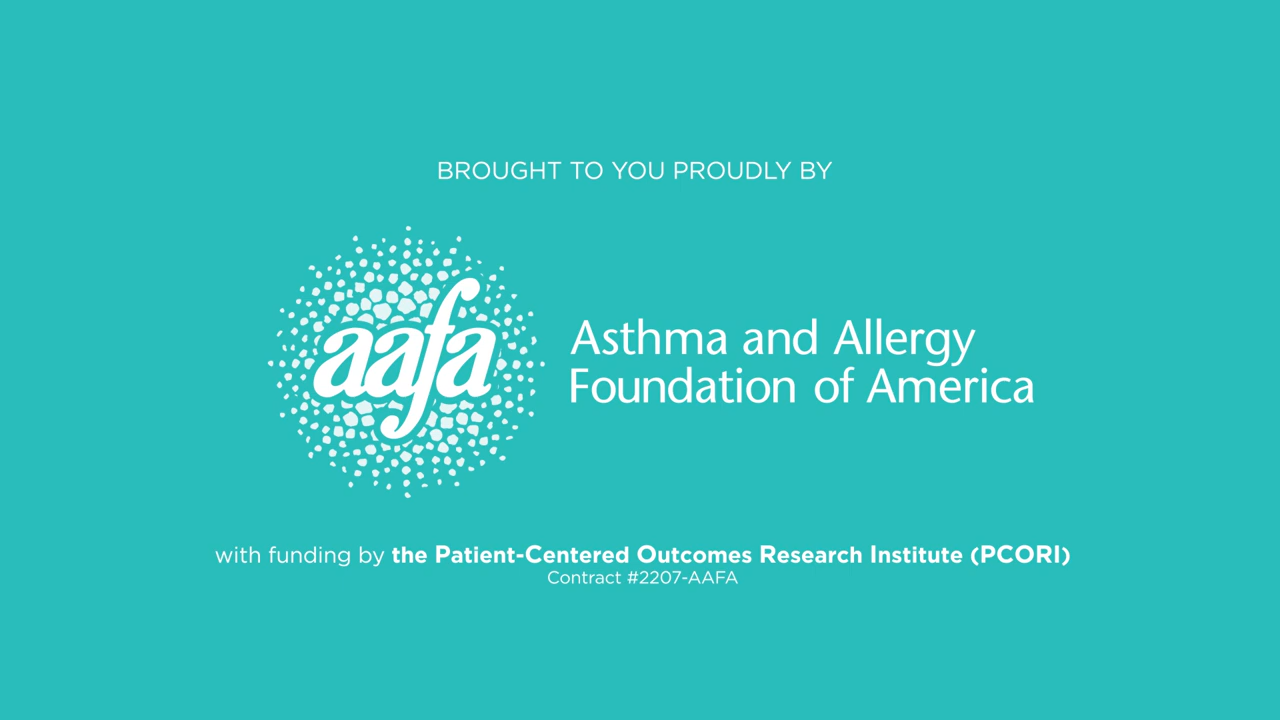 BROUGHT TO YOU PROUDLY BY
aafa
Asthma and Allergy
Foundation of America
with funding by the Patient-Centered Outcomes Research Institute (PCORI)
Contract #2207-AAFA